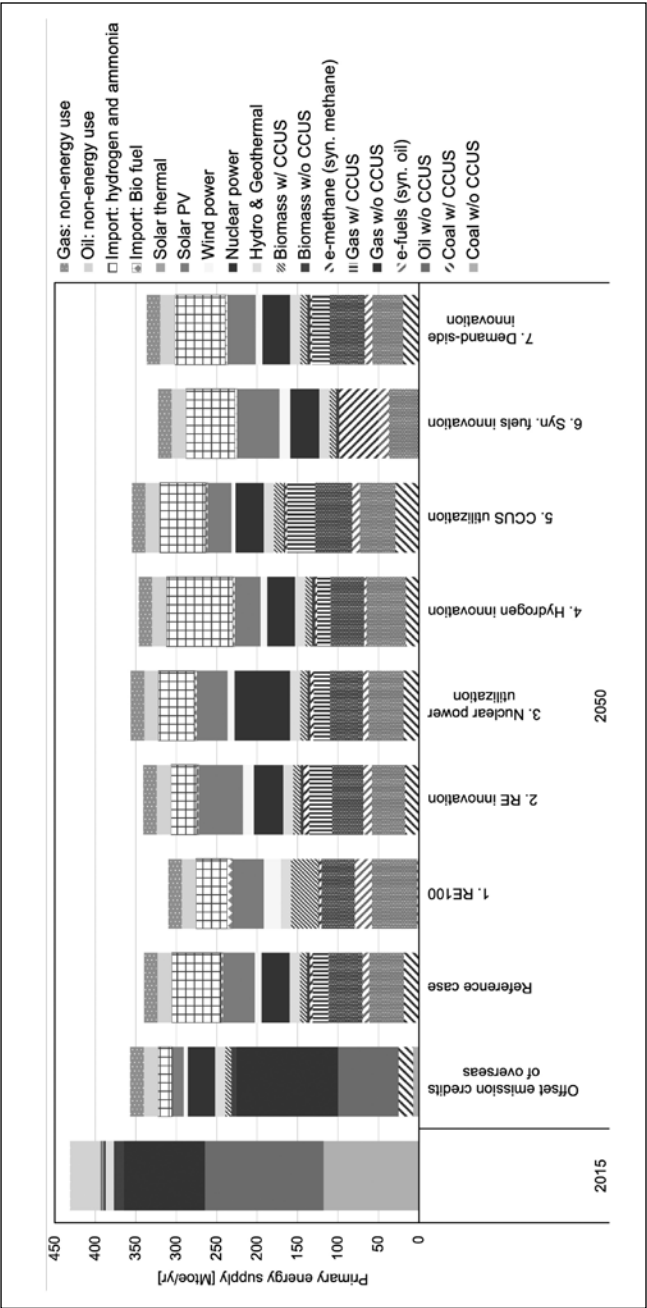 Primary energy supply [Mtoe/yr]
450
400
350
300
250
200
150
100
50
0
2015
Offset emission credits
of overseas
Reference case
1. RE100
2. RE innovation
3. Nuclear power
utilization
4. Hydrogen innovation
5. CCUS utilization
6. Syn. fuels innovation
7. Demand-side
innovation
2050
Gas: non-energy use
Oil: non-energy use
Import: hydrogen and ammonia
Import: Bio fuel
Solar thermal
Solar PV
Wind power
Nuclear power
Hydro & Geothermal
Biomass w/ CCUS
Biomass w/o CCUS
e-methane (syn. methane)
Gas w/ CCUS
Gas w/o CCUS
e-fuels (syn. oil)
Oil w/o CCUS
Coal w/ CCUS
Coal w/o CCUS